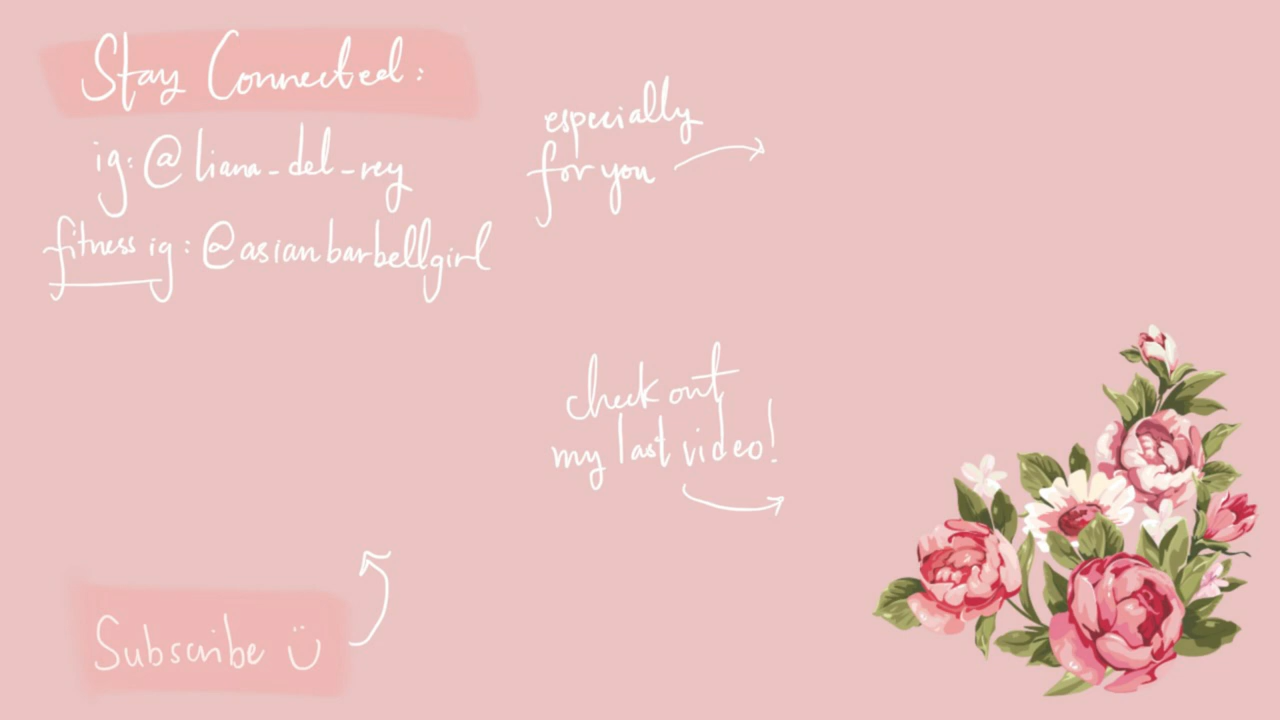 Stay Connected:
ig: @liana_del_rey
fitness ig: @asianbarbellgirl
especially
for you
check out
my last video!
Subscribe